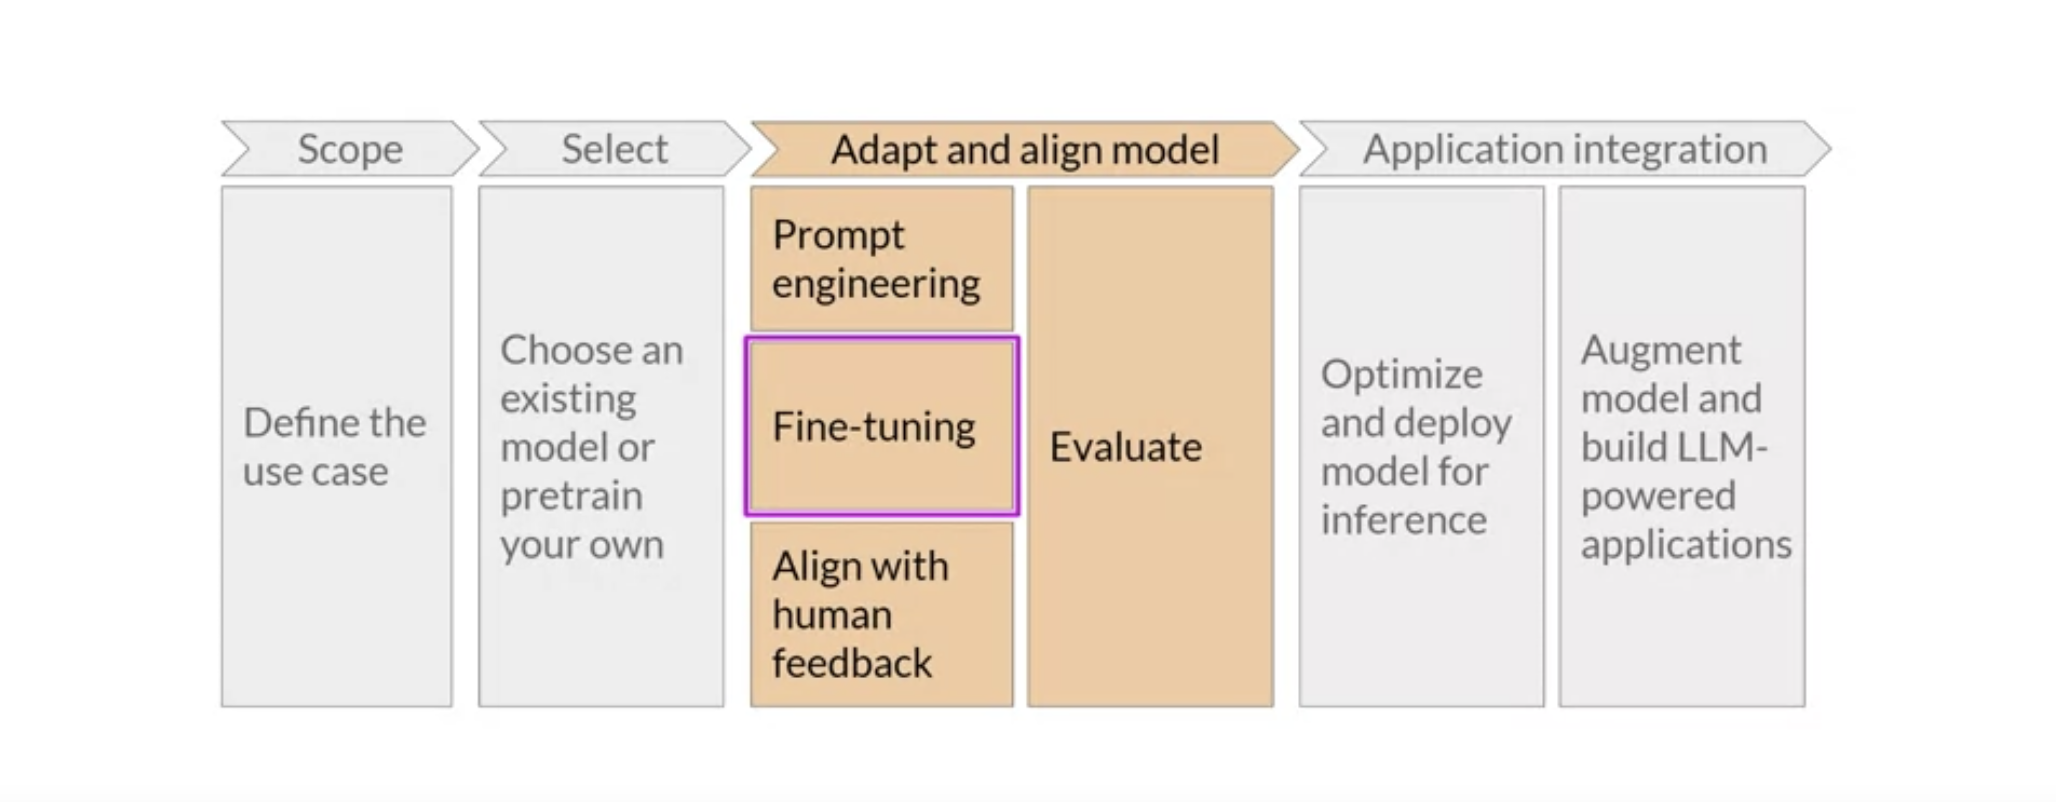 Scope
Select
Adapt and align model
Application integration
Define the
use case
Choose an
existing
model or
pretrain
your own
Prompt
engineering
Fine-tuning
Align with
human
feedback
Evaluate
Optimize
and deploy
model for
inference
Augment
model and
build LLM-
powered
applications